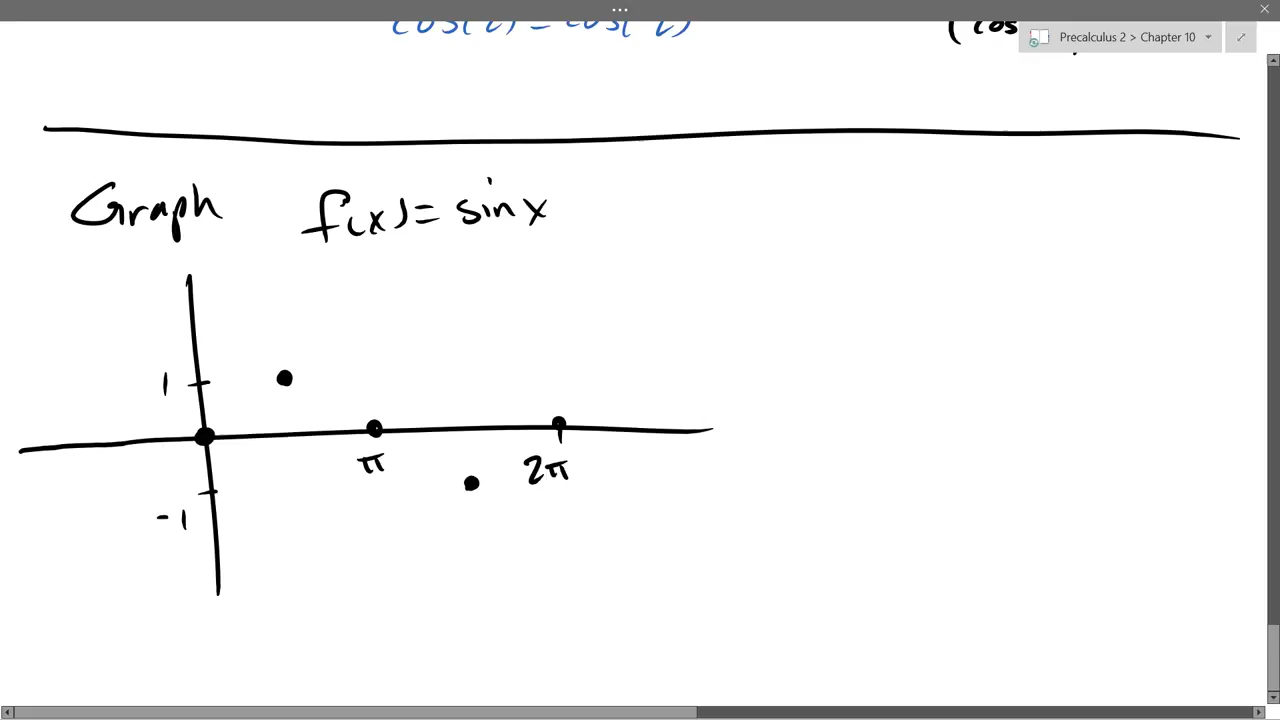 Precalculus 2 > Chapter 10
Graph f(x) = sin x
1
π
2π
-1